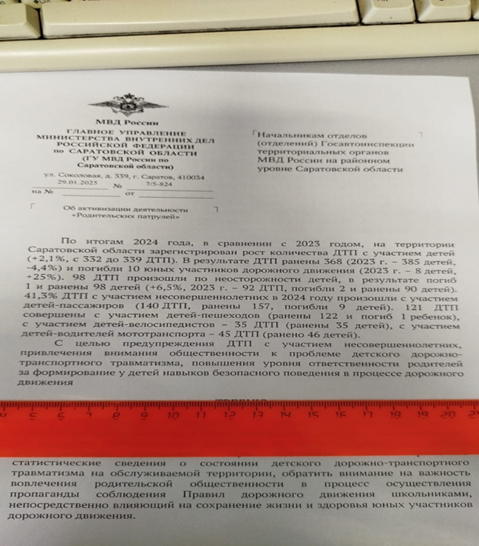 МВД России
ГЛАВНОЕ УПРАВЛЕНИЕ
МИНИСТЕРСТВА ВНУТРЕННИХ ДЕЛ
РОССИЙСКОЙ ФЕДЕРАЦИИ
по САРАТОВСКОЙ ОБЛАСТИ
(ГУ МВД России по
Саратовской области)
ул. Соколовая, д. 339, г. Саратов, 410034
29.01.2025 № 7/5-924
на № от
Об активизации деятельности
«Родительских патрулей»
Начальникам отделов
(отделений) Госавтоинспекции
территориальных органов
МВД России на районном
уровне Саратовской области
По итогам 2024 года, в сравнении с 2023 годом, на территории
Саратовской области зарегистрирован рост количества ДТП с участием детей
(+2,1%, с 332 до 339 ДТП). В результате ДТП ранены 368 (2023 г. – 385 детей,
-4,4%) и погибли 10 юных участников дорожного движения (2023 г. – 8 детей,
+25%). 98 ДТП произошли по неосторожности детей, в результате погиб
1 и ранены 98 детей (+6,5%, 2023 г. – 92 ДТП, погибли 2 и ранены 90 детей).
41,3% ДТП с участием несовершеннолетних в 2024 году произошли с участием
детей-пассажиров (140 ДТП, ранены 157, погибли 9 детей). 121 ДТП
совершены с участием детей-пешеходов (ранены 122 и погиб 1 ребенок),
с участием детей-велосипедистов – 35 ДТП (ранены 35 детей), с участием
детей-водителей мототранспорта – 45 ДТП (ранено 46 детей).
С целью предупреждения ДТП с участием несовершеннолетних,
привлечения внимания общественности к проблеме детского дорожно-
транспортного травматизма, повышения уровня ответственности родителей
за формирование у детей навыков безопасного поведения в процессе дорожного
движения
5 6 7 8 9 10 11 12 13 14 15 16 17 18 19 20 21
статистические сведения о состоянии детского дорожно-транспортного
травматизма на обслуживаемой территории, обратить внимание на важность
вовлечения родительской общественности в процесс осуществления
пропаганды соблюдения Правил дорожного движения школьниками,
непосредственно влияющий на сохранение жизни и здоровья юных участников
дорожного движения.